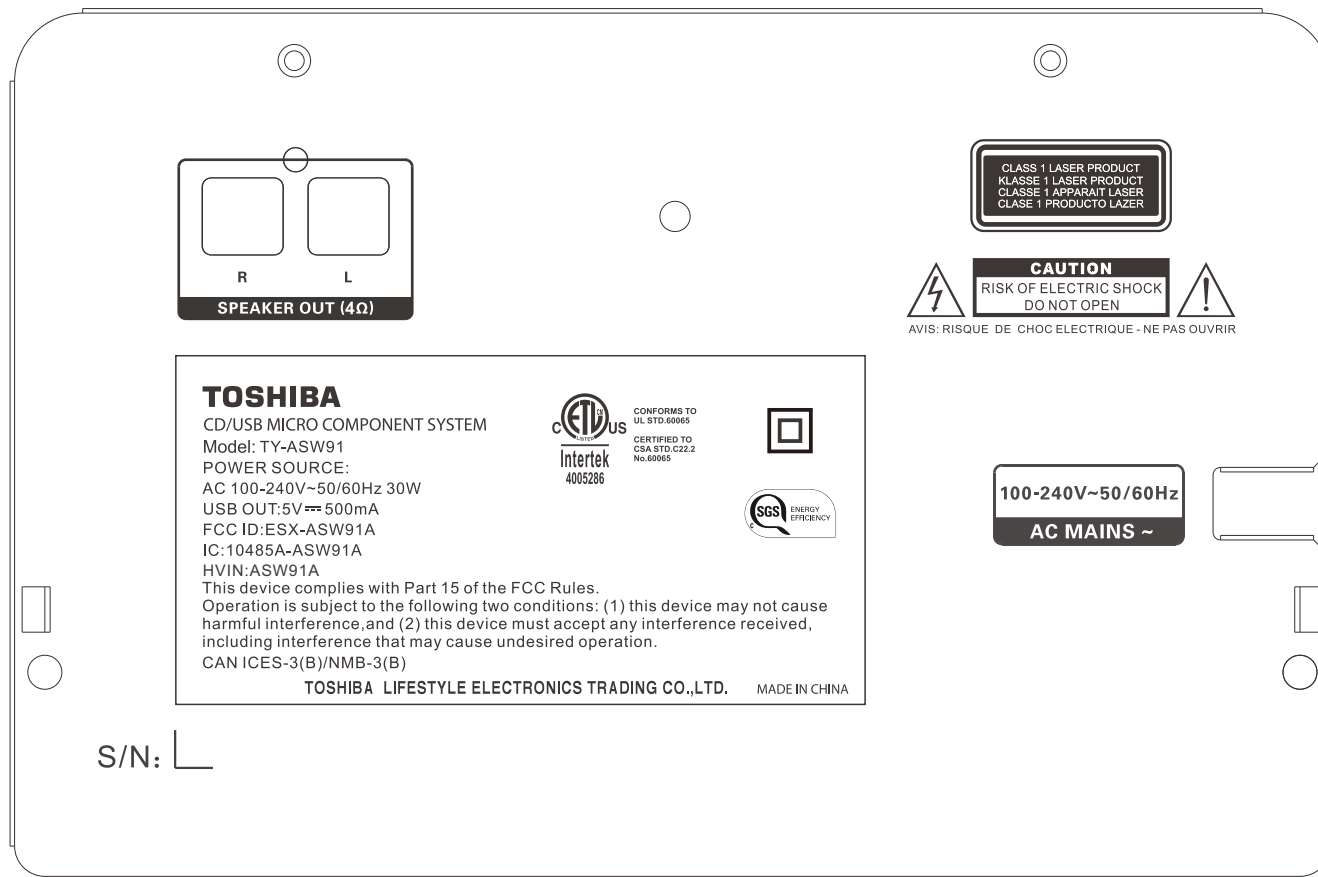 R L
SPEAKER OUT (4Ω)
CLASS 1 LASER PRODUCT
KLASSE 1 LASER PRODUCT
CLASSE 1 APPARAIT LASER
CLASE 1 PRODUCTO LAZER
CAUTION
RISK OF ELECTRIC SHOCK
DO NOT OPEN
AVIS: RISQUE DE CHOC ELECTRIQUE - NE PAS OUVRIR
TOSHIBA
CD/USB MICRO COMPONENT SYSTEM
Model: TY-ASW91
POWER SOURCE:
AC 100-240V~50/60Hz 30W
USB OUT:5V⎓500mA
FCC ID:ESX-ASW91A
IC:10485A-ASW91A
HVIN:ASW91A
This device complies with Part 15 of the FCC Rules.
Operation is subject to the following two conditions: (1) this device may not cause
harmful interference,and (2) this device must accept any interference received,
including interference that may cause undesired operation.
CAN ICES-3(B)/NMB-3(B)
TOSHIBA LIFESTYLE ELECTRONICS TRADING CO.,LTD. MADE IN CHINA
C ETL CM US
LISTED
Intertek
4005286
CONFORMS TO
UL STD.60065
CERTIFIED TO
CSA STD.C22.2
No.60065
SGS
C
ENERGY
EFFICIENCY
100-240V~50/60Hz
AC MAINS ~
S/N: